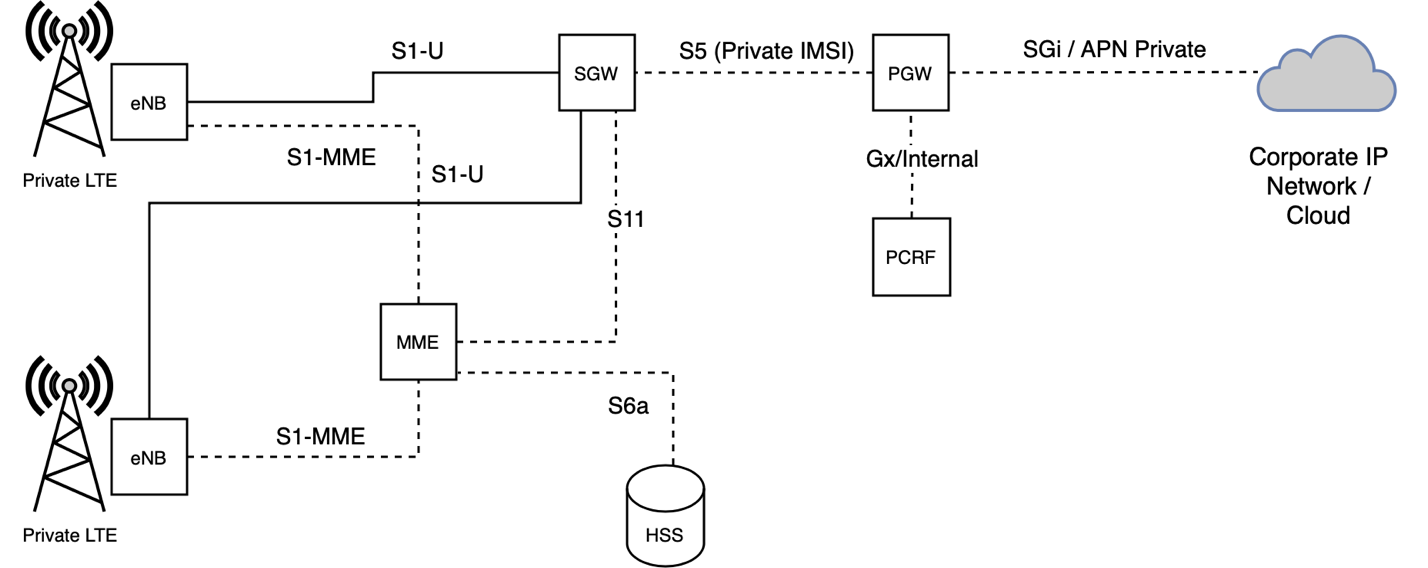 S1-U
SGW
S5 (Private IMSI)
PGW
SGi / APN Private
eNB
S1-MME
Private LTE
S1-U
Gx/Internal
Corporate IP
Network /
Cloud
S11
PCRF
MME
S6a
S1-MME
eNB
Private LTE
HSS